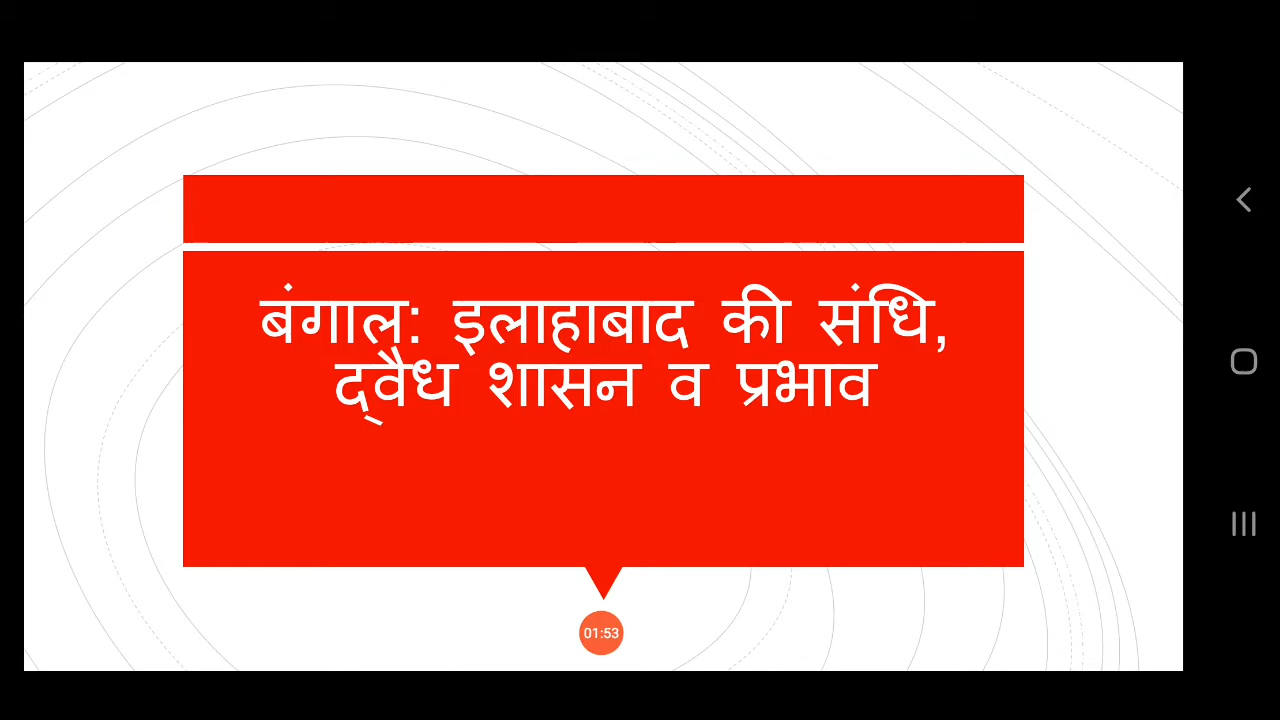 बंगाल: इलाहाबाद की संधि,
द्वैध शासन व प्रभाव
01:53